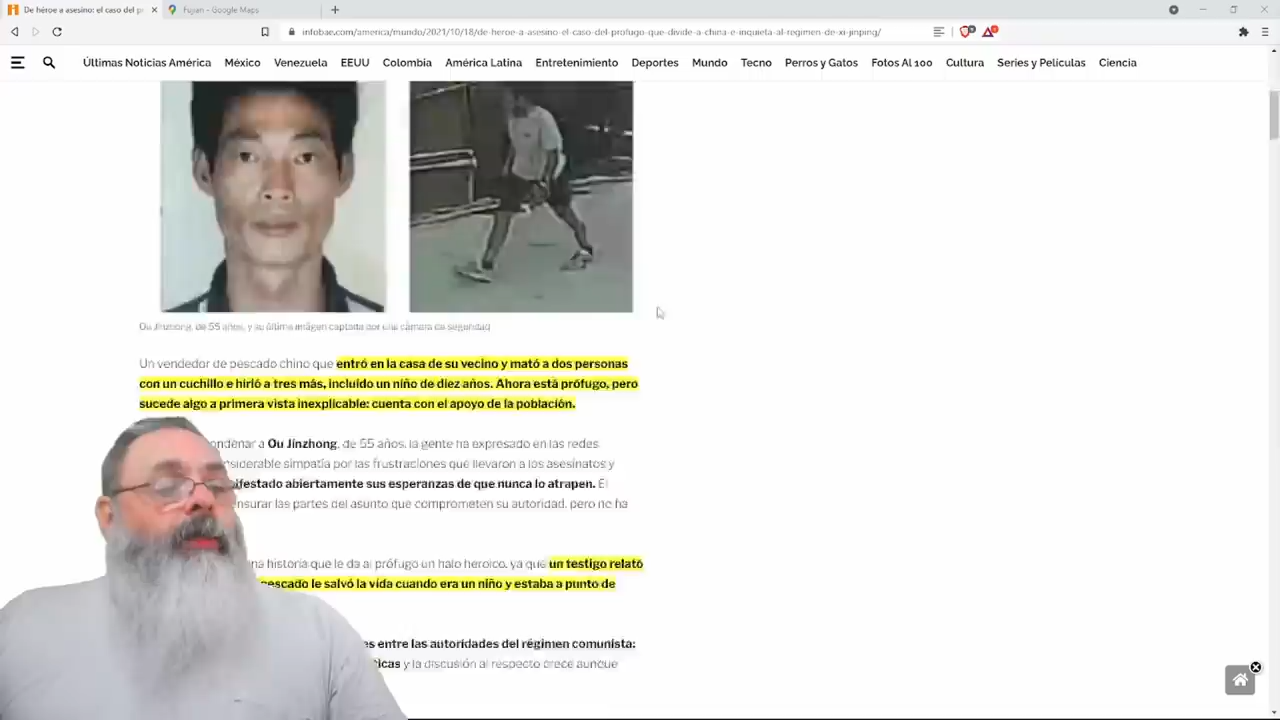 De héroe a asesino: el caso del pr
Fujian - Google Maps
infobae.com/america/mundo/2021/10/18/de-heroe-a-asesino-el-caso-del-profugo-que-divide-a-china-e-inquieta-al-regimen-de-xi-jinping/
Últimas Noticias América México Venezuela EEUU Colombia América Latina Entretenimiento Deportes Mundo Tecno Perros y Gatos Fotos Al 100 Cultura Series y Películas Ciencia
Ou Jinzhong, de 55 años, y su última imagen captada por una cámara de seguridad
Un vendedor de pescado chino que entró en la casa de su vecino y mató a dos personas
con un cuchillo e hirió a tres más, incluido un niño de diez años. Ahora está prófugo, pero
sucede algo a primera vista inexplicable: cuenta con el apoyo de la población.
ondenar a Ou Jinzhong, de 55 años, la gente ha expresado en las redes
nsiderable simpatía por las frustraciones que llevaron a los asesinatos y
ifestado abiertamente sus esperanzas de que nunca lo atrapen. El
ensurar las partes del asunto que comprometen su autoridad, pero no ha
na historia que le da al prófugo un halo heroico, ya que un testigo relató
pescado le salvó la vida cuando era un niño y estaba a punto de
es entre las autoridades del régimen comunista:
ticas y la discusión al respecto crece aunque